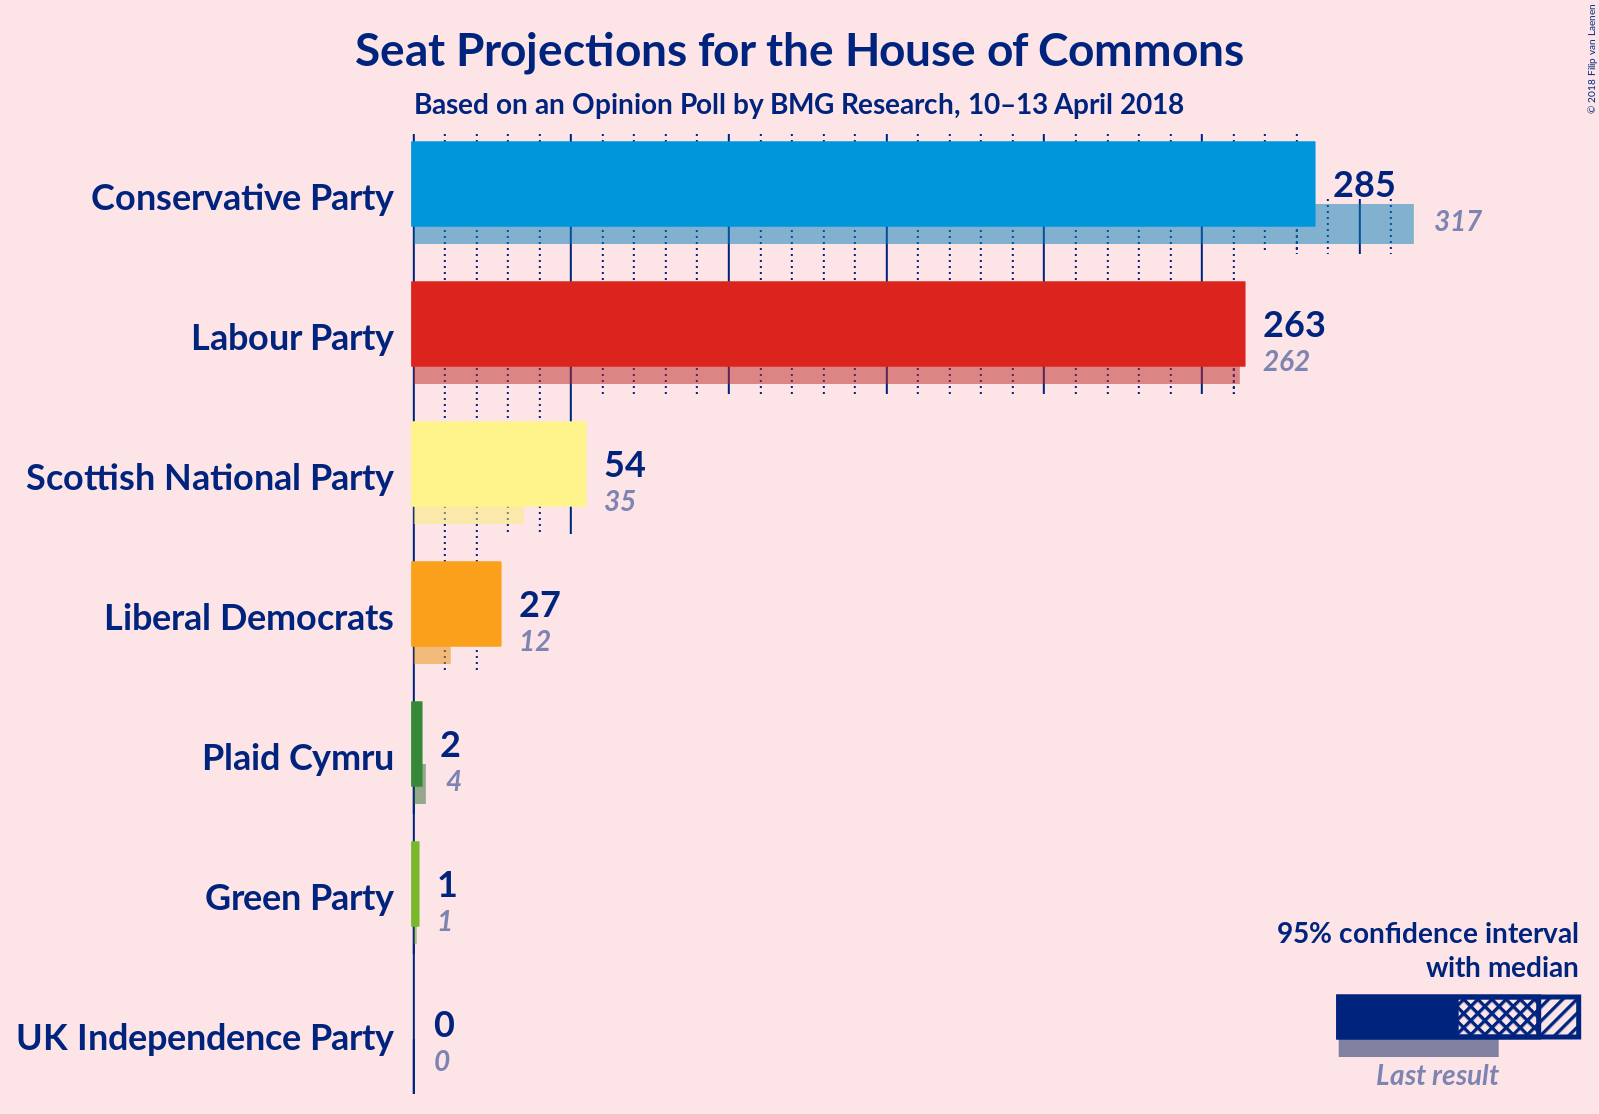 Seat Projections for the House of Commons
Based on an Opinion Poll by BMG Research, 10–13 April 2018
© 2018 Filip van Laenen
Conservative Party
285
317
Labour Party
263
262
Scottish National Party
54
35
Liberal Democrats
27
12
Plaid Cymru
2
4
Green Party
1
1
UK Independence Party
0
0
95% confidence interval
with median
Last result